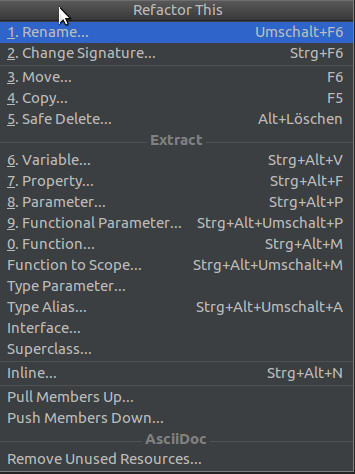 Refactor This
1. Rename... Umschalt+F6
2. Change Signature... Strg+F6
3. Move... F6
4. Copy... F5
5. Safe Delete... Alt+Löschen
Extract
6. Variable... Strg+Alt+V
7. Property... Strg+Alt+F
8. Parameter... Strg+Alt+P
9. Functional Parameter... Strg+Alt+Umschalt+P
0. Function... Strg+Alt+M
Function to Scope... Strg+Alt+Umschalt+M
Type Parameter...
Type Alias... Strg+Alt+Umschalt+A
Interface...
Superclass...
Inline... Strg+Alt+N
Pull Members Up...
Push Members Down...
AsciiDoc
Remove Unused Resources...